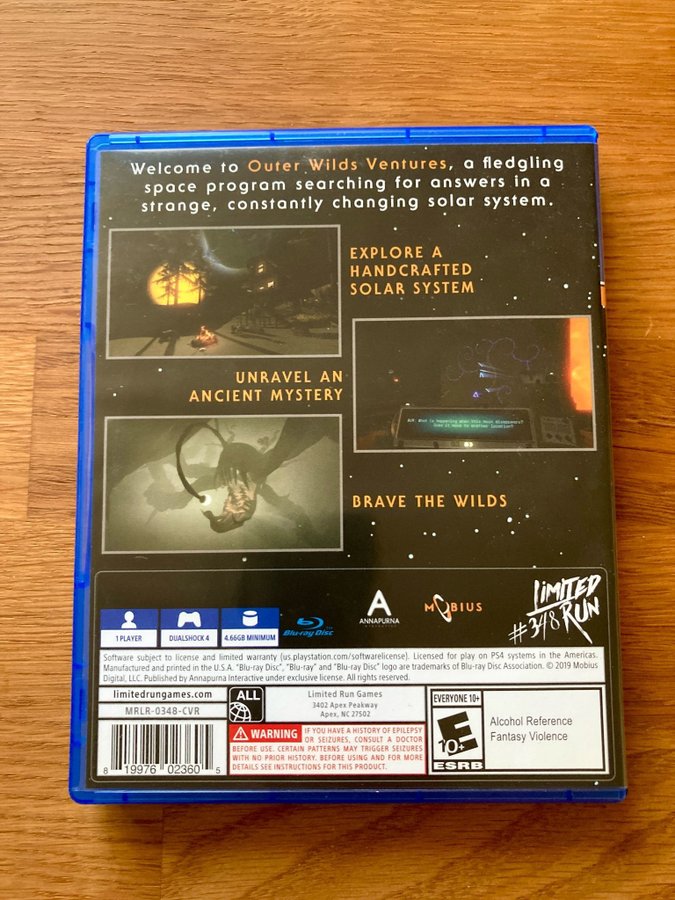 Welcome to Outer Wilds Ventures, a fledgling
space program searching for answers in a
strange, constantly changing solar system.
EXPLORE A
HANDCRAFTED
SOLAR SYSTEM
UNRAVEL AN
ANCIENT MYSTERY
BRAVE THE WILDS
1 PLAYER
DUALSHOCK 4
4.66GB MINIMUM
Blu-ray Disc
ANNAPURNA
INTERACTIVE
MOBIUS
LIMITED
RUN
#348
Software subject to license and limited warranty (us.playstation.com/softwarelicense). Licensed for play on PS4 systems in the Americas.
Manufactured and printed in the U.S.A. "Blu-ray Disc", "Blu-ray" and "Blu-ray Disc" logo are trademarks of Blu-ray Disc Association. © 2019 Mobius
Digital, LLC. Published by Annapurna Interactive under exclusive license. All rights reserved.
limitedrungames.com
MRLR-0348-CVR
8 19976 02360 5
ALL
Limited Run Games
3402 Apex Peakway
Apex, NC 27502
WARNING IF YOU HAVE A HISTORY OF EPILEPSY
OR SEIZURES, CONSULT A DOCTOR
BEFORE USE. CERTAIN PATTERNS MAY TRIGGER SEIZURES
WITH NO PRIOR HISTORY. BEFORE USING AND FOR MORE
DETAILS SEE INSTRUCTIONS FOR THIS PRODUCT.
EVERYONE 10+
E
10+
ESRB
Alcohol Reference
Fantasy Violence